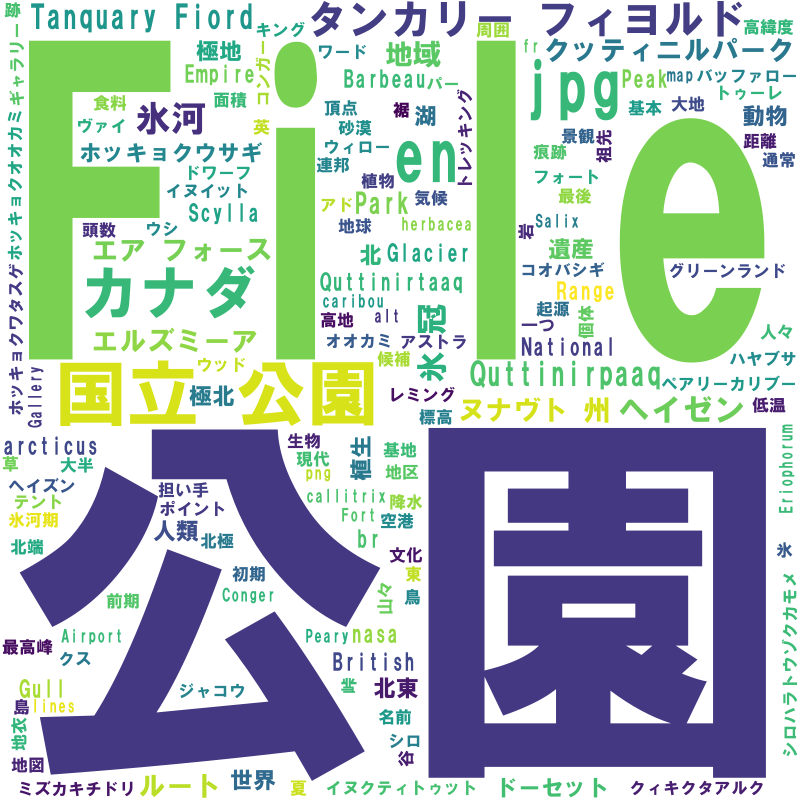 跡
Tanquary Fiord
キング
タンカリー フィヨルド
高緯度
周囲
ギャラリー
極地
コンガー
ワード
地域
fr
クッティニルパーク
Empire
Barbeau
パー
jpg
Peak
map
バッファロー
トゥーレ
食料
面積
頂点
裾
湖
トレッキング
基本
大地
動物
ヴァイ
氷河
英
砂漠
景観
祖先
距離
File
ホッキョクオオカミ
ホッキョクウサギ
ウィロー
en
痕跡
通常
ドワーフ
連邦
植物
フォート
イヌイット
アド
Park
気候
最後
頭数
ウシ
Scylla
地球
herbacea
岩
Salix
エア フォース
北
Glacier
遺産
コオバシギ
グリーンランド
カナダ
Quttinirtaaq
caribou
冠
起源
Range
個体
高地
alt
一つ
人々
ホッキョクワタスゲ
エルズミーア
オオカミ
アストラ
National
ハヤブサ
ウッド
候補
氷
Quttinirpaaq
ペアリーカリブー
Gallery
国立 公園
極北
レミング
標高
ヌナヴト 州
ヘイゼン
低温
公園
arcticus
生物
植生
基地
Eriophorum
草
大半
現代
png
地区
ヘイズン
担い手
callitrix
降水
テント
ポイント
Fort
空港
氷河期
人類
北極
br
北端
文化
氷
初期
東
前期
Conger
山々
鳥
シロハラトウゾクカモメ
最高峰
Airport
Peary
nasa
クス
British
Gull
ジャコウ
北東
島
lines
名前
地衣
シロ
谷
地図
ミズカキチドリ
ルート
世界
夏
イヌクティトゥット
ドーセット
クィキクタアルク